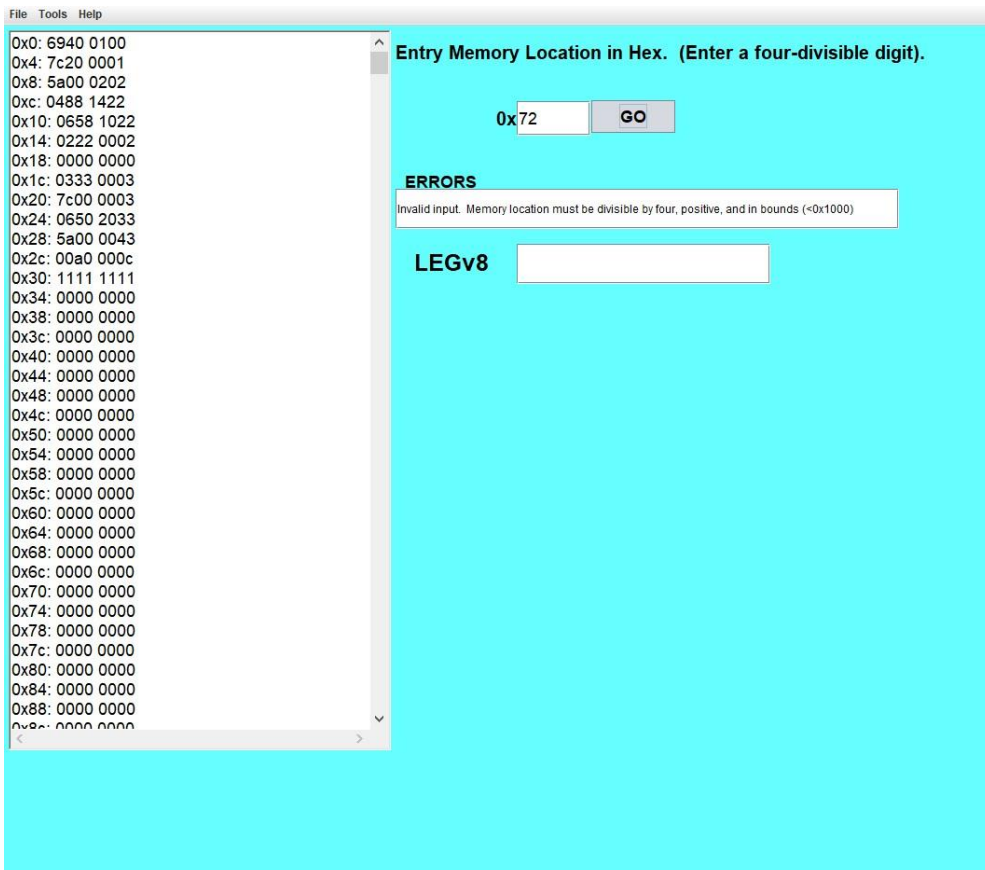 File Tools Help
0x0: 6940 0100
0x4: 7c20 0001
0x8: 5a00 0202
0xc: 0488 1422
0x10: 0658 1022
0x14: 0222 0002
0x18: 0000 0000
0x1c: 0333 0003
0x20: 7c00 0003
0x24: 0650 2033
0x28: 5a00 0043
0x2c: 00a0 000c
0x30: 1111 1111
0x34: 0000 0000
0x38: 0000 0000
0x3c: 0000 0000
0x40: 0000 0000
0x44: 0000 0000
0x48: 0000 0000
0x4c: 0000 0000
0x50: 0000 0000
0x54: 0000 0000
0x58: 0000 0000
0x5c: 0000 0000
0x60: 0000 0000
0x64: 0000 0000
0x68: 0000 0000
0x6c: 0000 0000
0x70: 0000 0000
0x74: 0000 0000
0x78: 0000 0000
0x7c: 0000 0000
0x80: 0000 0000
0x84: 0000 0000
0x88: 0000 0000
0x8c: 0000 0000
Entry Memory Location in Hex. (Enter a four-divisible digit).
0x 72 GO
ERRORS
Invalid input. Memory location must be divisible by four, positive, and in bounds (<0x1000)
LEGv8